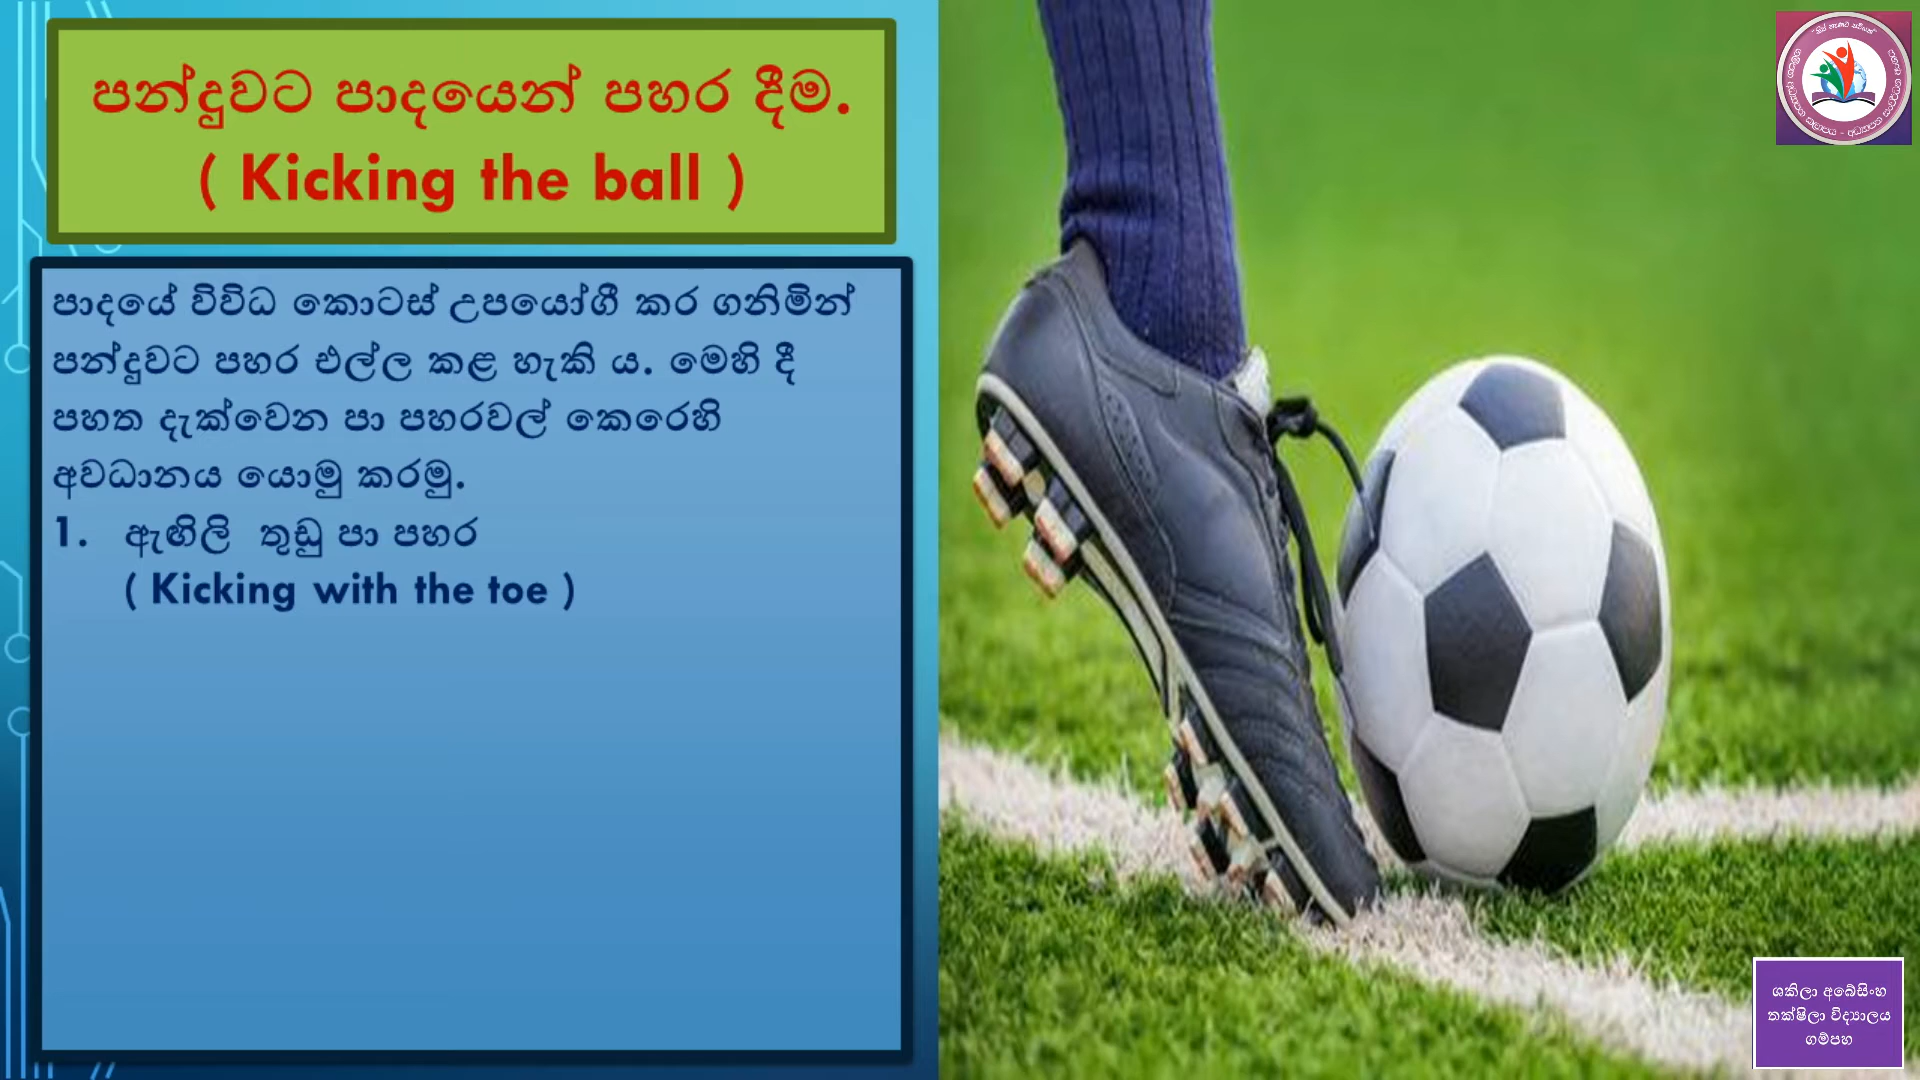 පන්දුවට පාදයෙන් පහර දීම.
( Kicking the ball )
පාදයේ විවිධ කොටස් උපයෝගී කර ගනිමින්
පන්දුවට පහර එල්ල කළ හැකි ය. මෙහි දී
පහත දැක්වෙන පා පහරවල් කෙරෙහි
අවධානය යොමු කරමු.
1. ඇඟිලි තුඩු පා පහර
( Kicking with the toe )
ශකිලා අබේසිංහ
තක්ෂිලා විද්‍යාලය
ගම්පහ